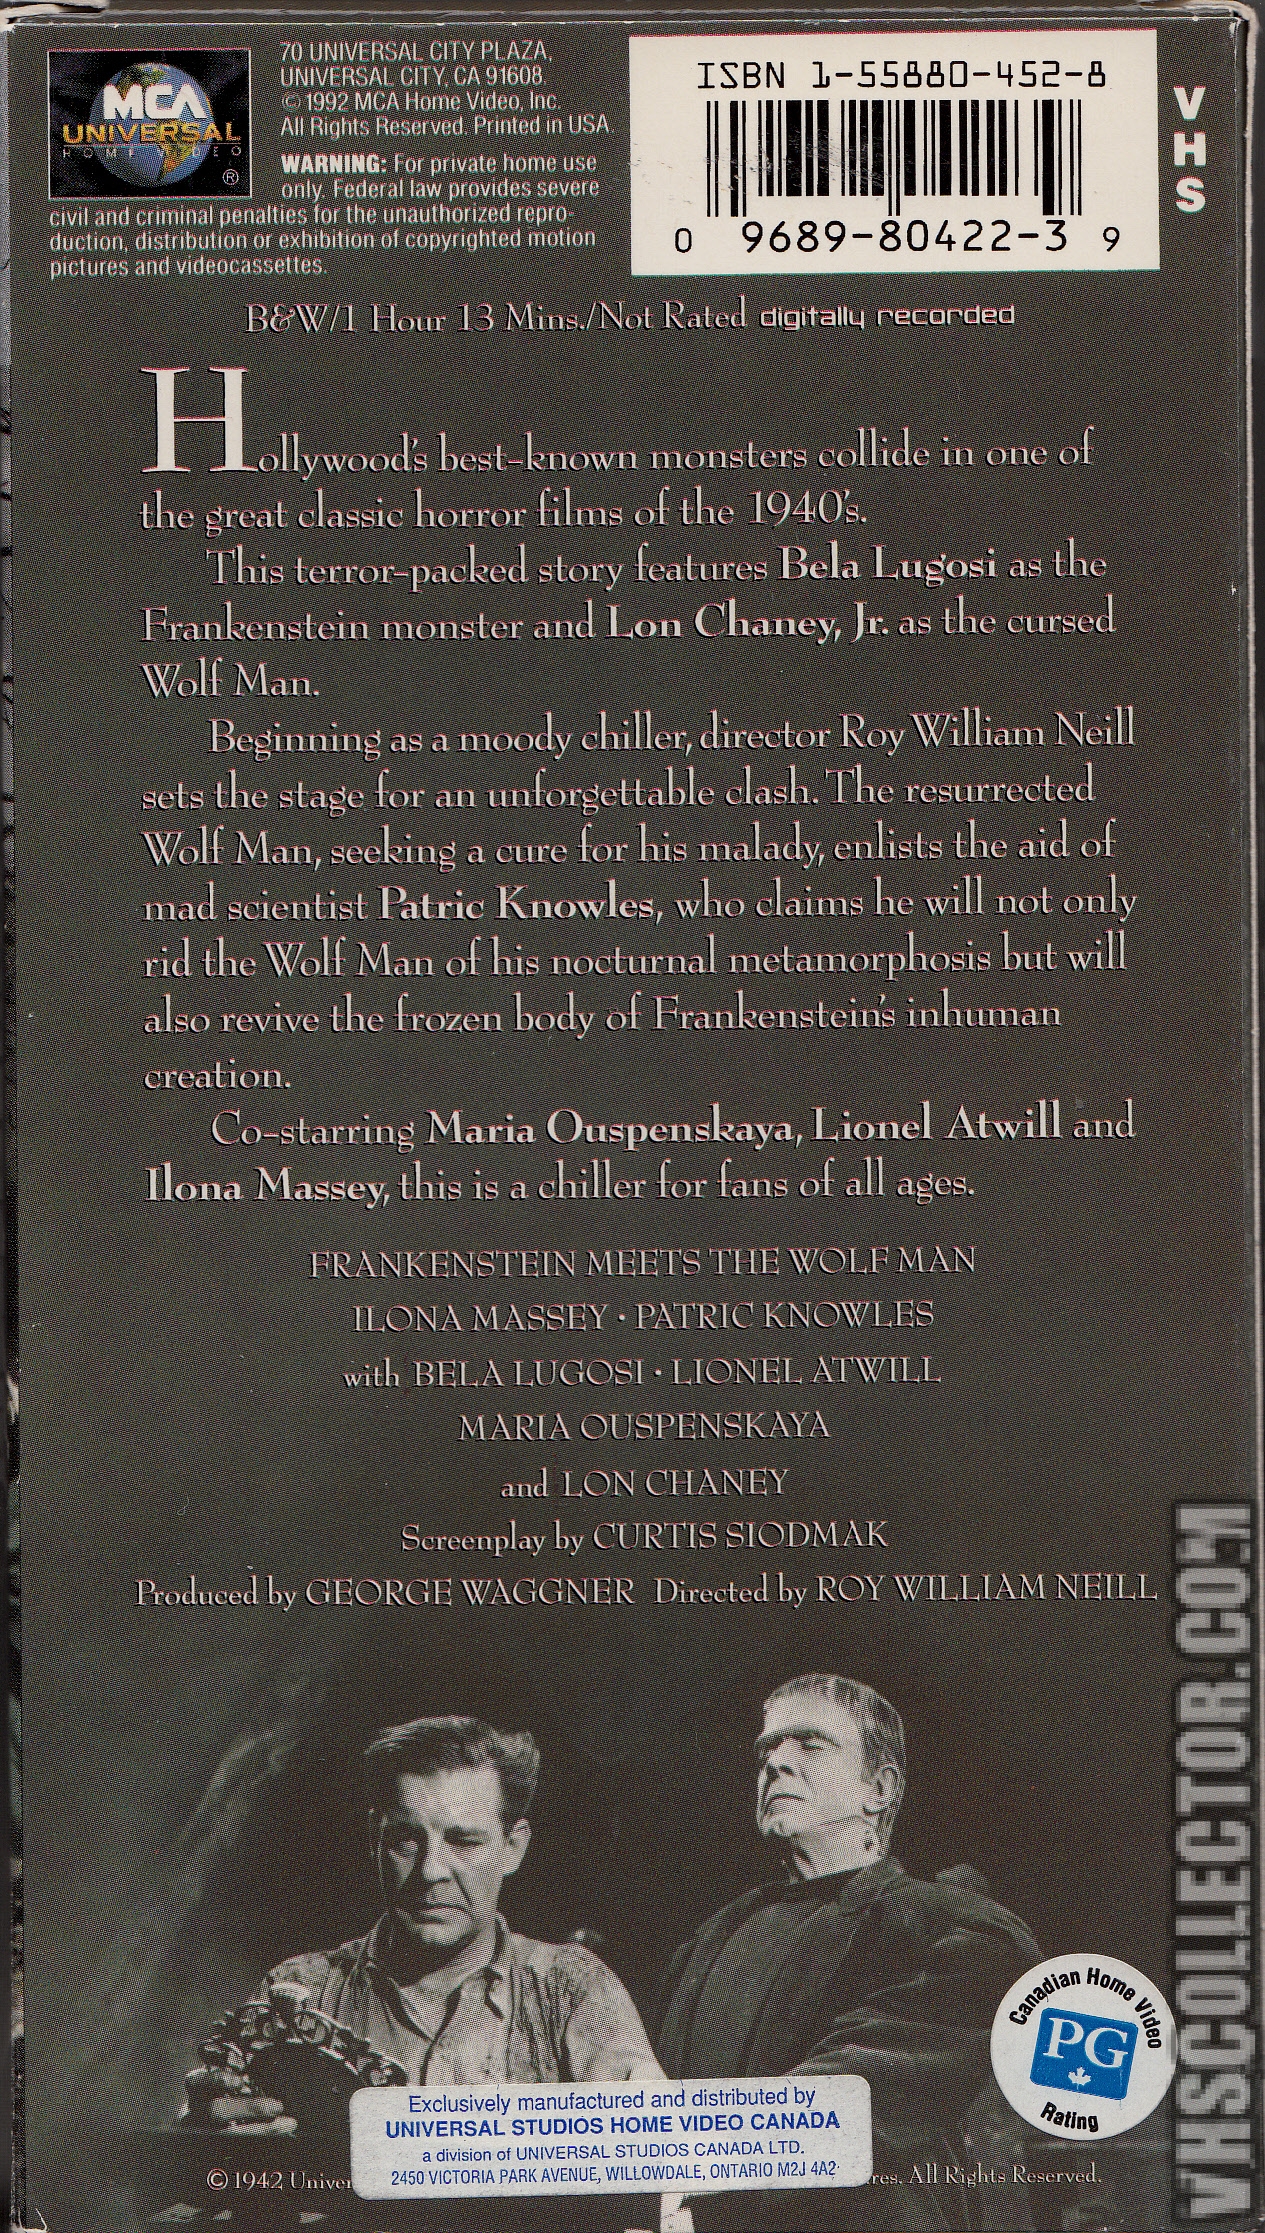 MCA
UNIVERSAL
HOME VIDEO
®
70 UNIVERSAL CITY PLAZA,
UNIVERSAL CITY, CA 91608.
© 1992 MCA Home Video, Inc.
All Rights Reserved. Printed in USA.
WARNING: For private home use
only. Federal law provides severe
civil and criminal penalties for the unauthorized repro-
duction, distribution or exhibition of copyrighted motion
pictures and videocassettes.
ISBN 1-55880-452-8
0 9689-80422-3 9
VHS
B&W/1 Hour 13 Mins./Not Rated digitally recorded
Hollywood's best-known monsters collide in one of
the great classic horror films of the 1940's.
This terror-packed story features Bela Lugosi as the
Frankenstein monster and Lon Chaney, Jr. as the cursed
Wolf Man.
Beginning as a moody chiller, director Roy William Neill
sets the stage for an unforgettable clash. The resurrected
Wolf Man, seeking a cure for his malady, enlists the aid of
mad scientist Patric Knowles, who claims he will not only
rid the Wolf Man of his nocturnal metamorphosis but will
also revive the frozen body of Frankenstein's inhuman
creation.
Co-starring Maria Ouspenskaya, Lionel Atwill and
Ilona Massey, this is a chiller for fans of all ages.
FRANKENSTEIN MEETS THE WOLF MAN
ILONA MASSEY · PATRIC KNOWLES
with BELA LUGOSI · LIONEL ATWILL
MARIA OUSPENSKAYA
and LON CHANEY
Screenplay by CURTIS SIODMAK
Produced by GEORGE WAGGNER Directed by ROY WILLIAM NEILL
Canadian Home Video
PG
Rating
Exclusively manufactured and distributed by
UNIVERSAL STUDIOS HOME VIDEO CANADA
a division of UNIVERSAL STUDIOS CANADA LTD.
2450 VICTORIA PARK AVENUE, WILLOWDALE, ONTARIO M2J 4A2
© 1942 Univer res. All Rights Reserved.
VHSCOLLECTOR.COM